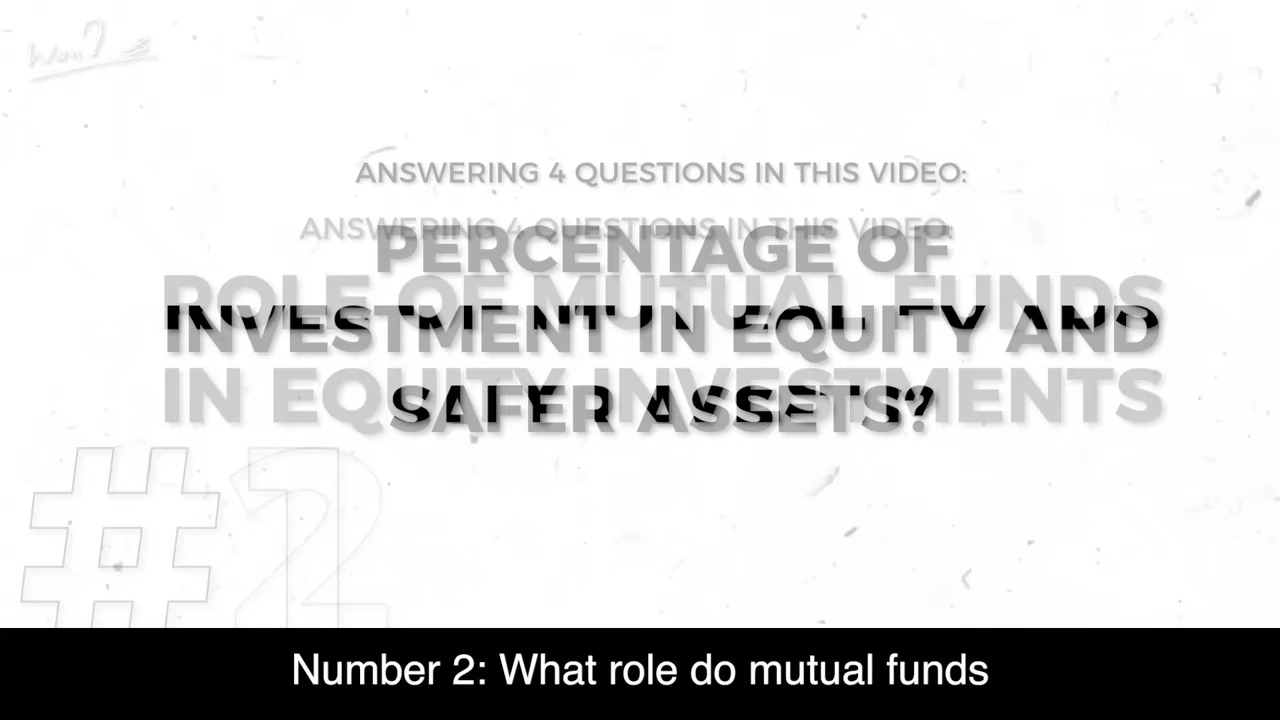 ANSWERING 4 QUESTIONS IN THIS VIDEO:
ANSWERING 4 QUESTIONS IN THIS VIDEO:
PERCENTAGE OF
ROLE OF MUTUAL FUNDS
INVESTMENT IN EQUITY AND
IN EQUITY INVESTMENTS
SAFER ASSETS?
#2
Number 2: What role do mutual funds